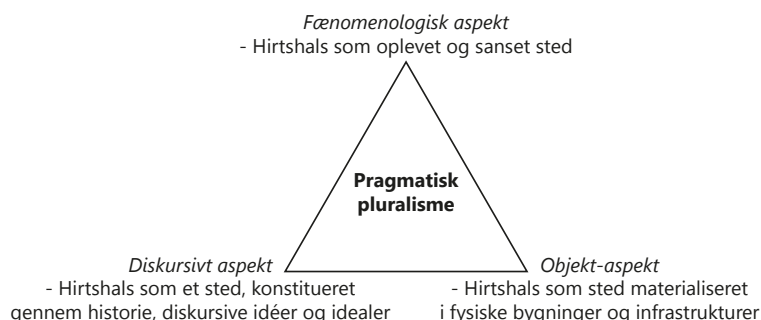 Fænomenologisk aspekt
- Hirtshals som oplevet og sanset sted
Pragmatisk
pluralisme
Diskursivt aspekt
- Hirtshals som et sted, konstitueret
gennem historie, diskursive idéer og idealer
Objekt-aspekt
- Hirtshals som sted materialiseret
i fysiske bygninger og infrastrukturer